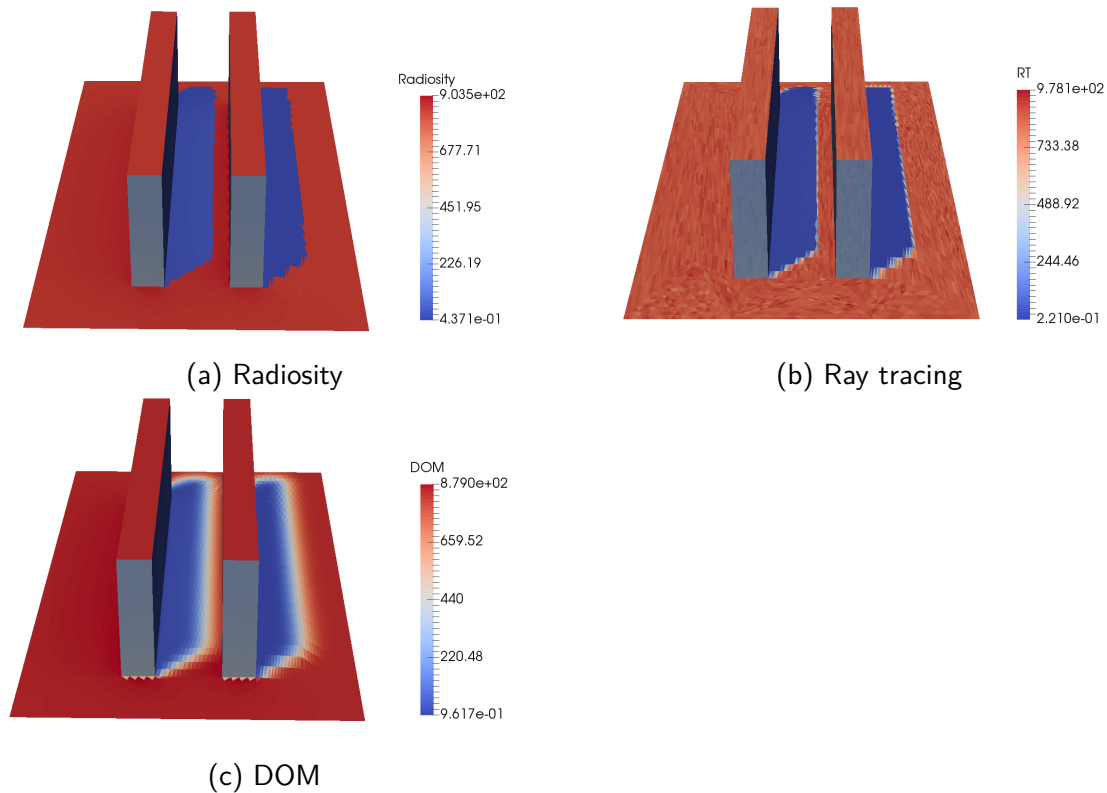 Radiosity
9.035e+02
677.71
451.95
226.19
4.371e-01
(a) Radiosity
RT
9.781e+02
733.38
488.92
244.46
2.210e-01
(b) Ray tracing
DOM
8.790e+02
659.52
440
220.48
9.617e-01
(c) DOM